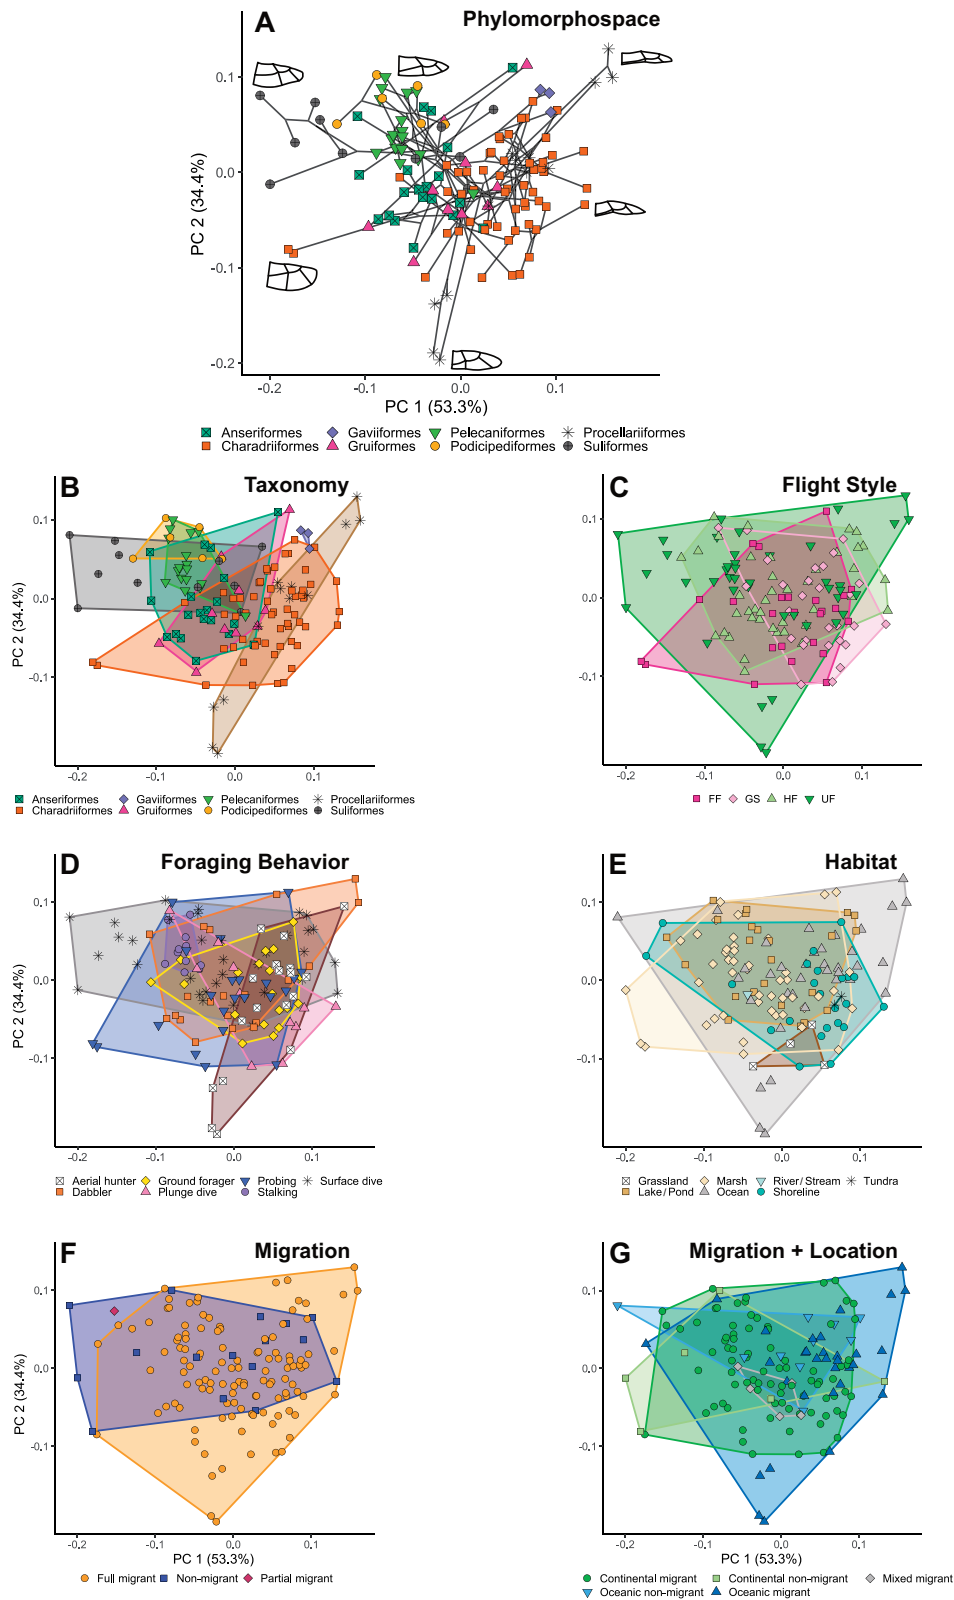 A Phylomorphospace
PC 2 (34.4%)
0.1
0.0
-0.1
-0.2
-0.2 -0.1 0.0 0.1
PC 1 (53.3%)
Anseriformes Gaviiformes Pelecaniformes Procellariiformes
Charadriiformes Gruiformes Podicipediformes Suliformes
B Taxonomy
PC 2 (34.4%)
0.1
0.0
-0.1
-0.2 -0.1 0.0 0.1
Anseriformes Gaviiformes Pelecaniformes Procellariiformes
Charadriiformes Gruiformes Podicipediformes Suliformes
C Flight Style
0.1
0.0
-0.1
-0.2 -0.1 0.0 0.1
FF GS HF UF
D Foraging Behavior
PC 2 (34.4%)
0.1
0.0
-0.1
-0.2 -0.1 0.0 0.1
Aerial hunter Ground forager Probing Surface dive
Dabbler Plunge dive Stalking
E Habitat
0.1
0.0
-0.1
-0.2 -0.1 0.0 0.1
Grassland Marsh River/Stream Tundra
Lake/Pond Ocean Shoreline
F Migration
PC 2 (34.4%)
0.1
0.0
-0.1
-0.2 -0.1 0.0 0.1
PC 1 (53.3%)
Full migrant Non-migrant Partial migrant
G Migration + Location
0.1
0.0
-0.1
-0.2 -0.1 0.0 0.1
PC 1 (53.3%)
Continental migrant Continental non-migrant Mixed migrant
Oceanic non-migrant Oceanic migrant